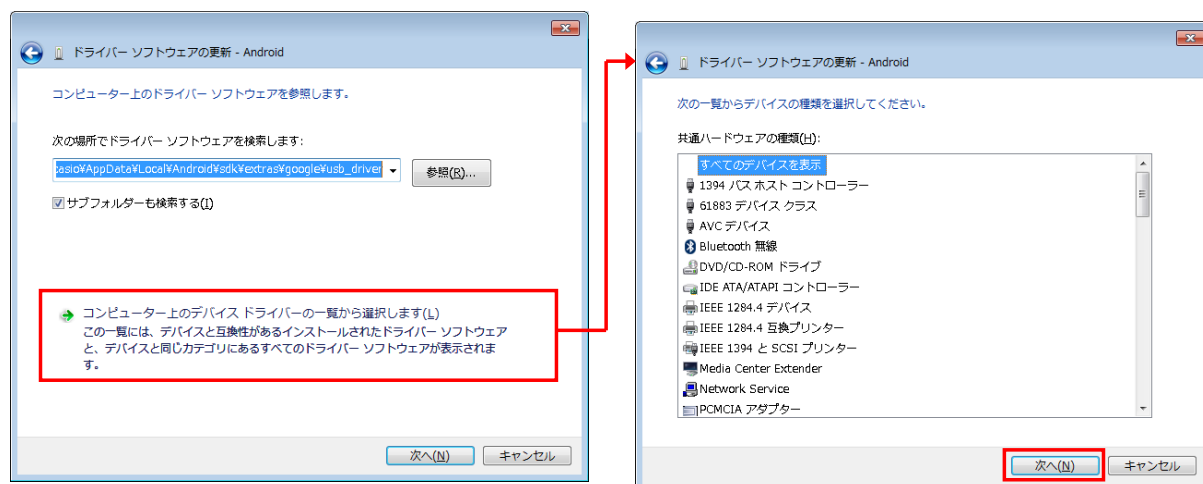 ドライバー ソフトウェアの更新 - Android
コンピューター上のドライバー ソフトウェアを参照します。
次の場所でドライバー ソフトウェアを検索します:
casio¥AppData¥Local¥Android¥sdk¥extras¥google¥usb_driver
参照(R)...
サブフォルダーも検索する(I)
コンピューター上のデバイス ドライバーの一覧から選択します(L)
この一覧には、デバイスと互換性があるインストールされたドライバー ソフトウェア
と、デバイスと同じカテゴリにあるすべてのドライバー ソフトウェアが表示されま
す。
次へ(N)
キャンセル
ドライバー ソフトウェアの更新 - Android
次の一覧からデバイスの種類を選択してください。
共通ハードウェアの種類(H):
すべてのデバイスを表示
1394 バス ホスト コントローラー
61883 デバイス クラス
AVC デバイス
Bluetooth 無線
DVD/CD-ROM ドライブ
IDE ATA/ATAPI コントローラー
IEEE 1284.4 デバイス
IEEE 1284.4 互換プリンター
IEEE 1394 と SCSI プリンター
Media Center Extender
Network Service
PCMCIA アダプター
次へ(N)
キャンセル